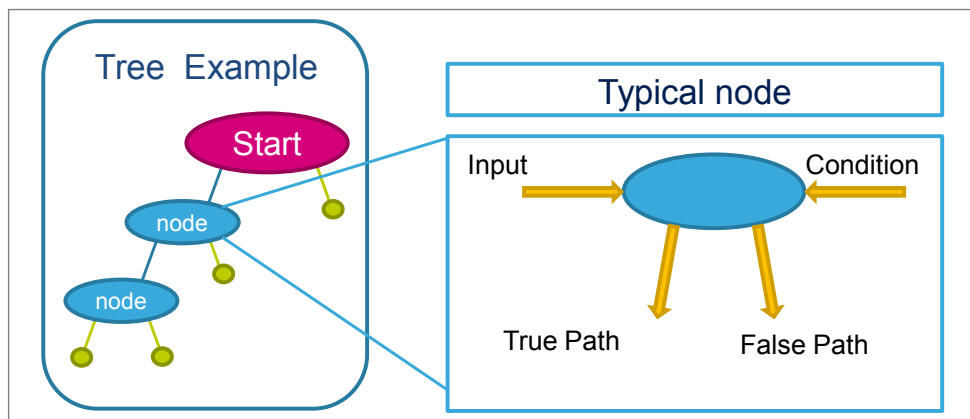 Tree Example
Start
node
node
Typical node
Input
Condition
True Path
False Path